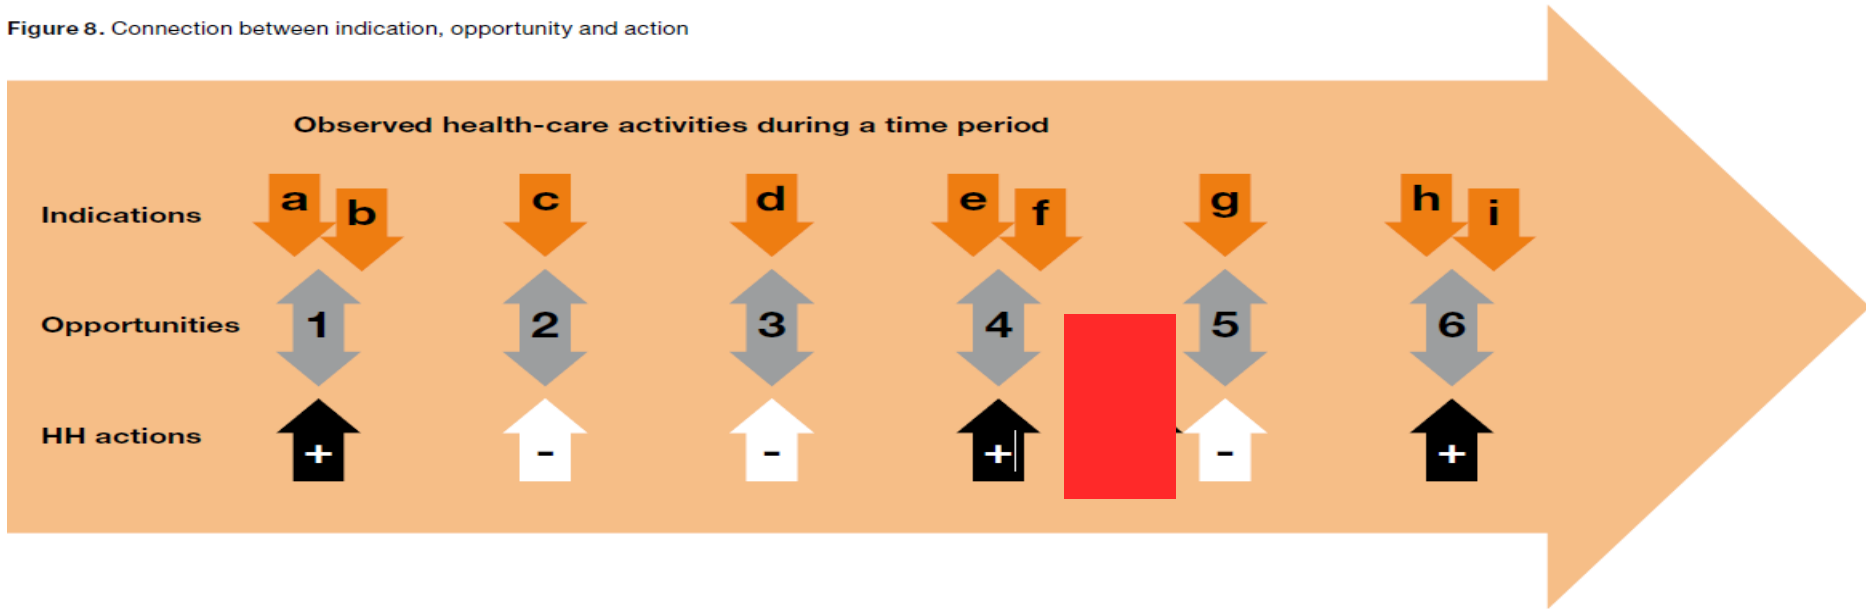 Figure 8. Connection between indication, opportunity and action
Observed health-care activities during a time period
Indications a b c d e f g h i
Opportunities 1 2 3 4 5 6
HH actions + - - + - +